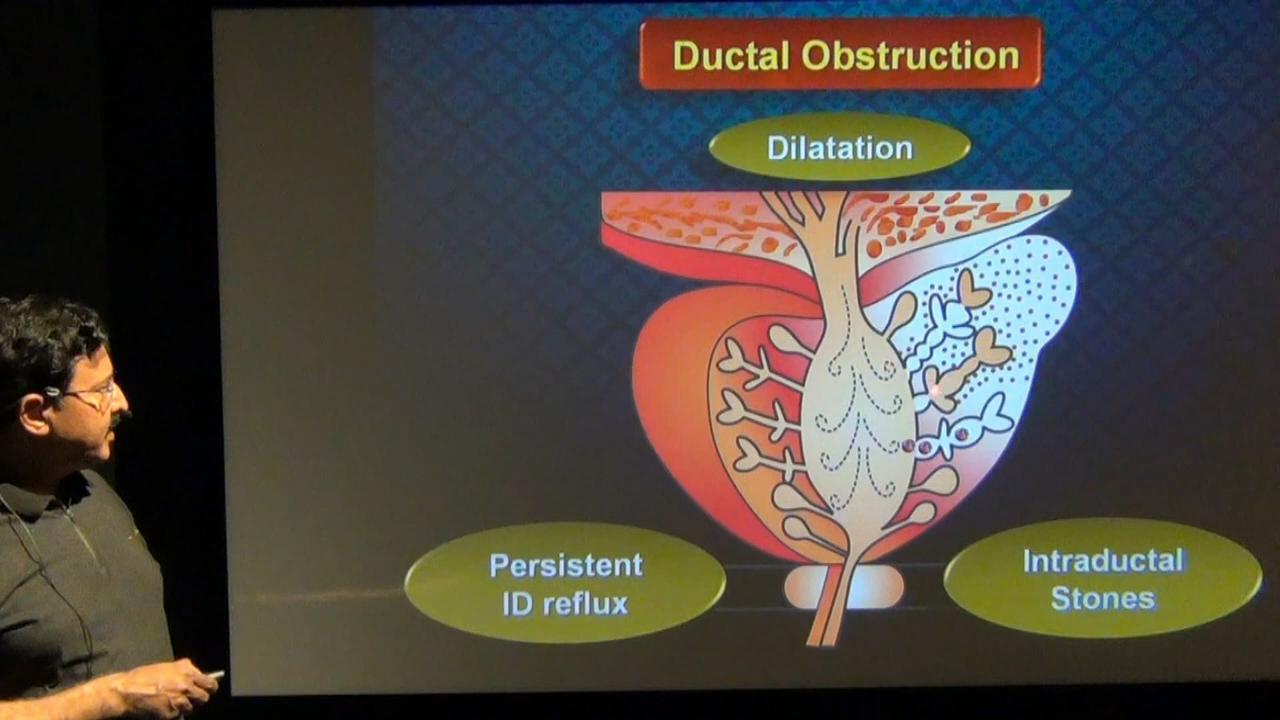 Ductal Obstruction
Dilatation
Persistent
ID reflux
Intraductal
Stones